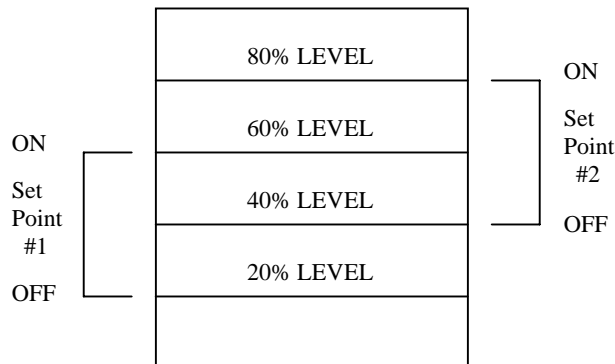 80% LEVEL
60% LEVEL
40% LEVEL
20% LEVEL
ON
Set
Point
#1
OFF
ON
Set
Point
#2
OFF